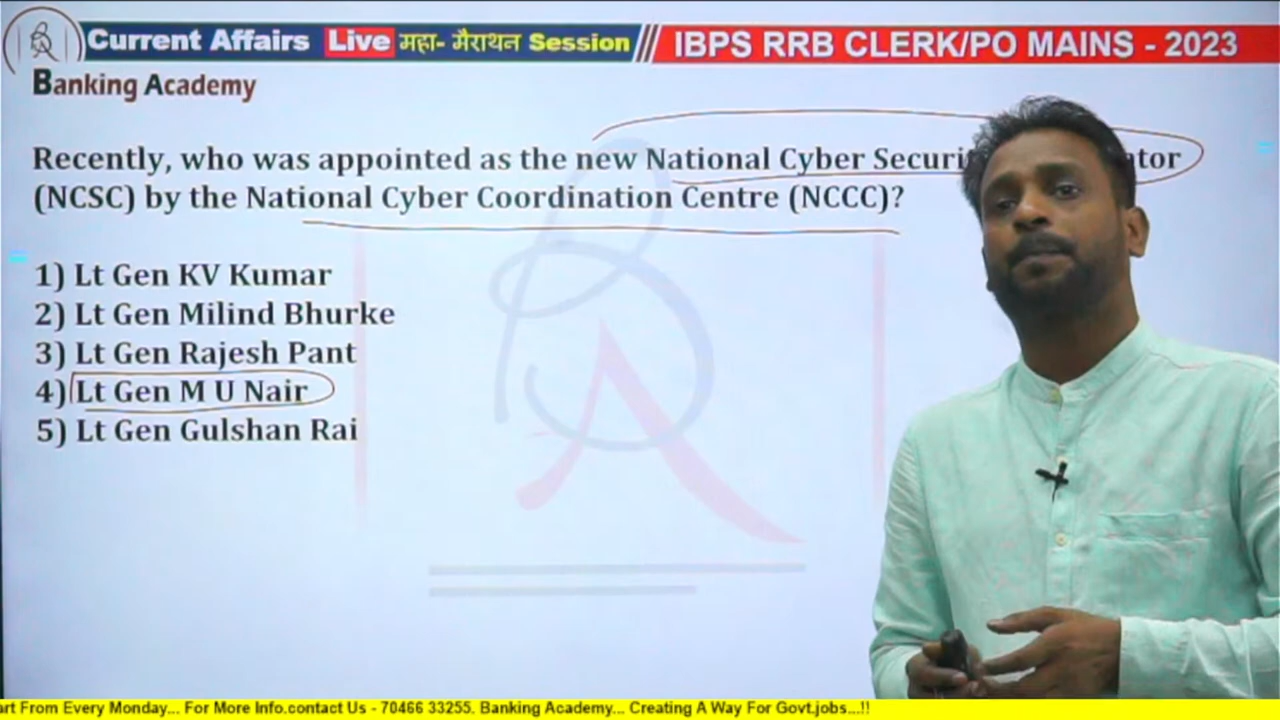 Current Affairs Live महा- मैराथन Session // IBPS RRB CLERK/PO MAINS - 2023
Banking Academy
Recently, who was appointed as the new National Cyber Securi ator
(NCSC) by the National Cyber Coordination Centre (NCCC)?
1) Lt Gen KV Kumar
2) Lt Gen Milind Bhurke
3) Lt Gen Rajesh Pant
4) Lt Gen M U Nair
5) Lt Gen Gulshan Rai
art From Every Monday... For More Info.contact Us - 70466 33255. Banking Academy... Creating A Way For Govt.jobs...!!